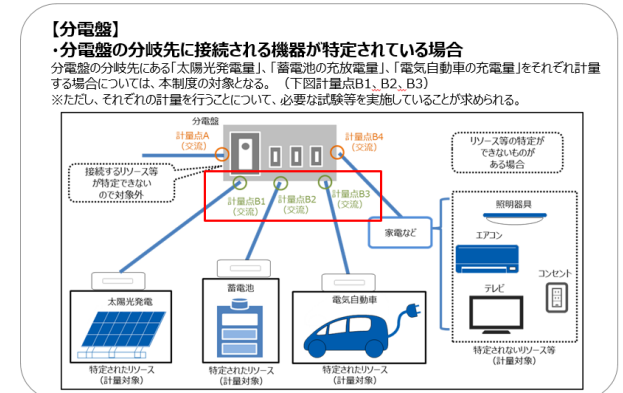 【分電盤】
・分電盤の分岐先に接続される機器が特定されている場合
分電盤の分岐先にある「太陽光発電量」、「蓄電池の充放電量」、「電気自動車の充電量」をそれぞれ計量
する場合については、本制度の対象となる。（下図計量点B1、B2、B3）
※ただし、それぞれの計量を行うことについて、必要な試験等を実施していることが求められる。
分電盤
計量点A
（交流）
計量点B4
（交流）
リソース等の特定が
できないものが
ある場合
接続するリソース等
が特定できない
ので対象外
計量点B1
（交流）
計量点B2
（交流）
計量点B3
（交流）
家電など
照明器具
エアコン
コンセント
テレビ
太陽光発電
蓄電池
電気自動車
特定されたリソース
（計量対象）
特定されたリソース
（計量対象）
特定されたリソース
（計量対象）
特定されないリソース等
（計量対象）